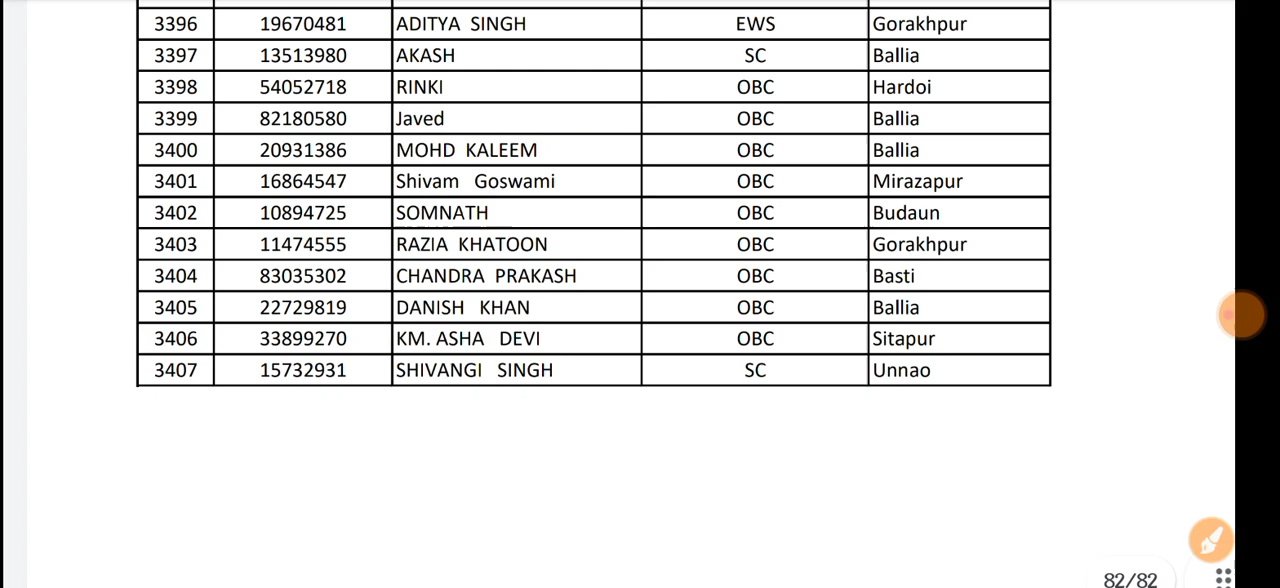 3396 19670481 ADITYA SINGH EWS Gorakhpur
3397 13513980 AKASH SC Ballia
3398 54052718 RINKI OBC Hardoi
3399 82180580 Javed OBC Ballia
3400 20931386 MOHD KALEEM OBC Ballia
3401 16864547 Shivam Goswami OBC Mirazapur
3402 10894725 SOMNATH OBC Budaun
3403 11474555 RAZIA KHATOON OBC Gorakhpur
3404 83035302 CHANDRA PRAKASH OBC Basti
3405 22729819 DANISH KHAN OBC Ballia
3406 33899270 KM. ASHA DEVI OBC Sitapur
3407 15732931 SHIVANGI SINGH SC Unnao
82/82